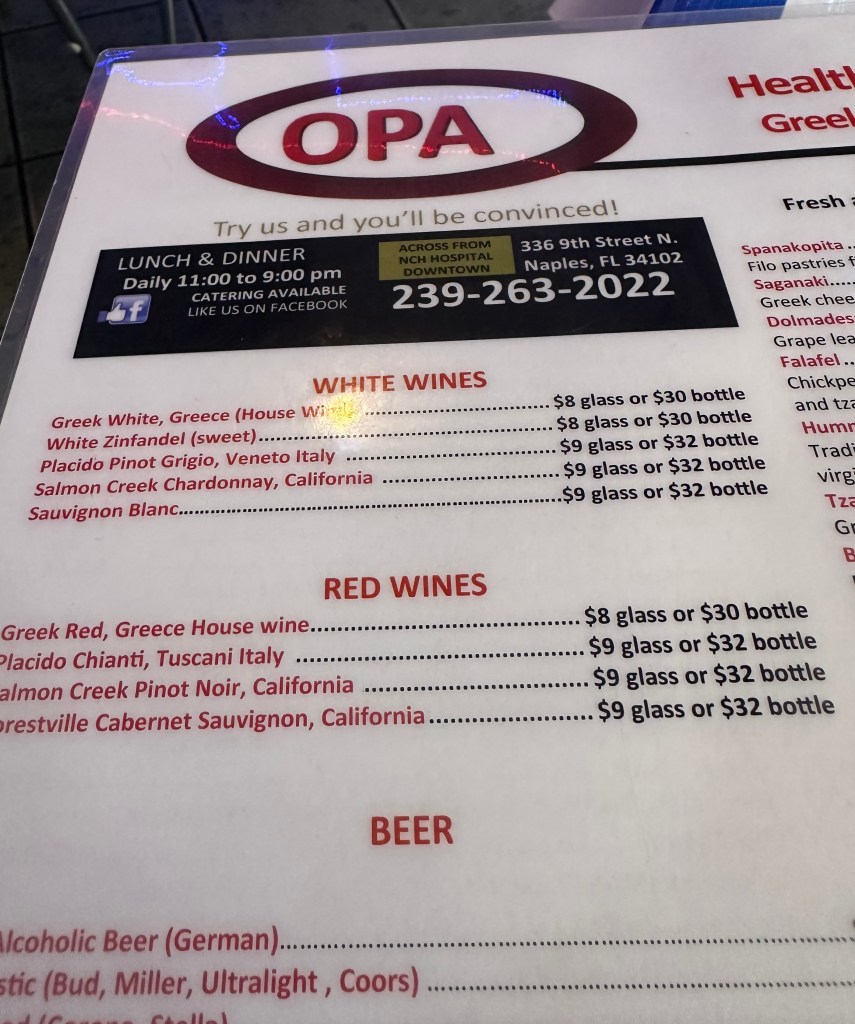 OPA
Greek
Try us and you'll be convinced!
LUNCH & DINNER
Daily 11:00 to 9:00 pm
CATERING AVAILABLE
LIKE US ON FACEBOOK
f
ACROSS FROM
NCH HOSPITAL
DOWNTOWN
336 9th Street N.
Naples, FL 34102
239-263-2022
WHITE WINES
Greek White, Greece (House Wine) .......... $8 glass or $30 bottle
White Zinfandel (sweet).......... $8 glass or $30 bottle
Placido Pinot Grigio, Veneto Italy .......... $9 glass or $32 bottle
Salmon Creek Chardonnay, California .......... $9 glass or $32 bottle
Sauvignon Blanc..........$9 glass or $32 bottle
RED WINES
Greek Red, Greece House wine.......... $8 glass or $30 bottle
Placido Chianti, Tuscani Italy .......... $9 glass or $32 bottle
almon Creek Pinot Noir, California .......... $9 glass or $32 bottle
orestville Cabernet Sauvignon, California.......... $9 glass or $32 bottle
BEER
Alcoholic Beer (German)..........
stic (Bud, Miller, Ultralight , Coors) ..........
Fresh
Spanakopita ..
Filo pastries f
Saganaki.....
Greek chee
Dolmades
Grape lea
Falafel ..
Chickpe
and tza
Humm
Tradi
virgi
Tza
Gr
B